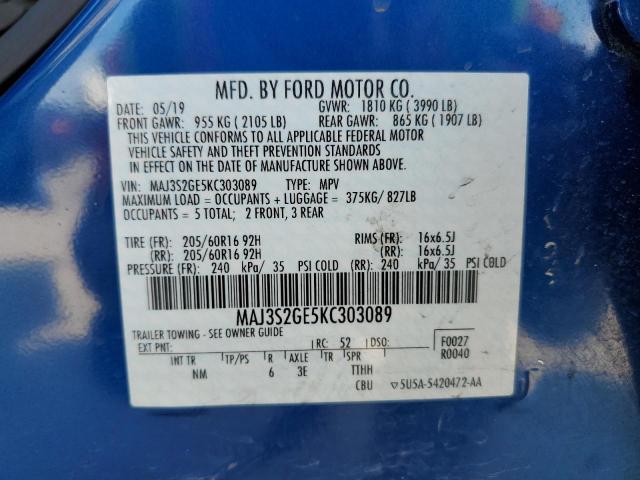 MFD. BY FORD MOTOR CO.
DATE: 05/19 GVWR: 1810 KG ( 3990 LB)
FRONT GAWR: 955 KG ( 2105 LB) REAR GAWR: 865 KG ( 1907 LB)
THIS VEHICLE CONFORMS TO ALL APPLICABLE FEDERAL MOTOR
VEHICLE SAFETY AND THEFT PREVENTION STANDARDS
IN EFFECT ON THE DATE OF MANUFACTURE SHOWN ABOVE.
VIN: MAJ3S2GE5KC303089 TYPE: MPV
MAXIMUM LOAD = OCCUPANTS + LUGGAGE = 375KG/ 827LB
OCCUPANTS = 5 TOTAL; 2 FRONT, 3 REAR
TIRE (FR): 205/60R16 92H RIMS (FR): 16x6.5J
(RR): 205/60R16 92H (RR): 16x6.5J
PRESSURE (FR) 240 kPa/ 35 PSI COLD (RR) 240 kPa/ 35 PSI COLD
MAJ3S2GE5KC303089
TRAILER TOWING - SEE OWNER GUIDE
EXT PNT: RC: 52 DSO: F0027
R0040
INT TR TP/PS R AXLE TR SPR
NM 6 3E TTHH
CBU ▽5U5A-5420472-AA